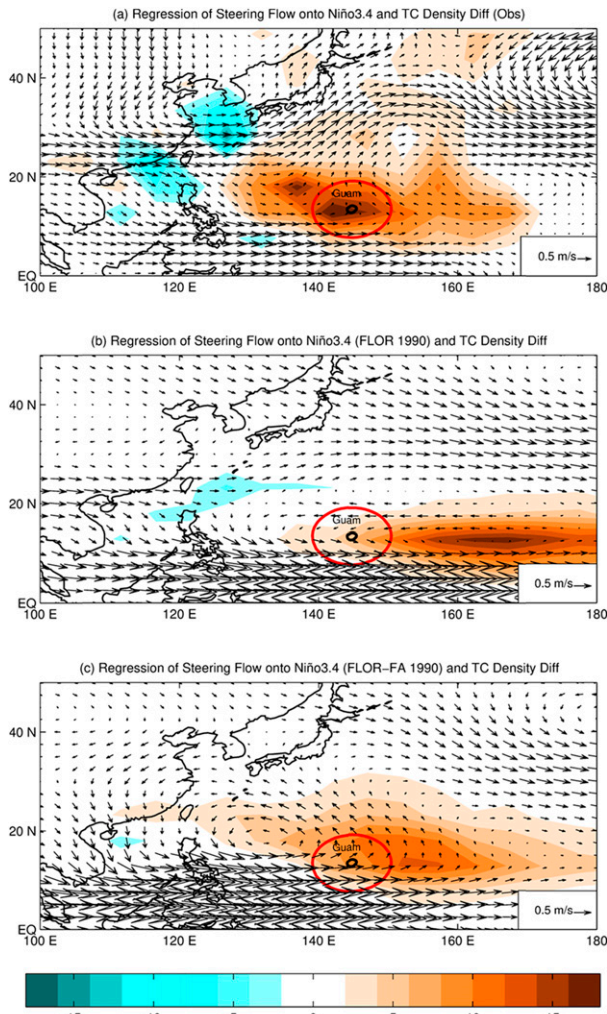 (a) Regression of Steering Flow onto Niño3.4 and TC Density Diff (Obs)
40 N
20 N
EQ
Guam
0.5 m/s
100 E 120 E 140 E 160 E 180
(b) Regression of Steering Flow onto Niño3.4 (FLOR 1990) and TC Density Diff
40 N
20 N
EQ
Guam
0.5 m/s
100 E 120 E 140 E 160 E 180
(c) Regression of Steering Flow onto Niño3.4 (FLOR−FA 1990) and TC Density Diff
40 N
20 N
EQ
Guam
0.5 m/s
100 E 120 E 140 E 160 E 180